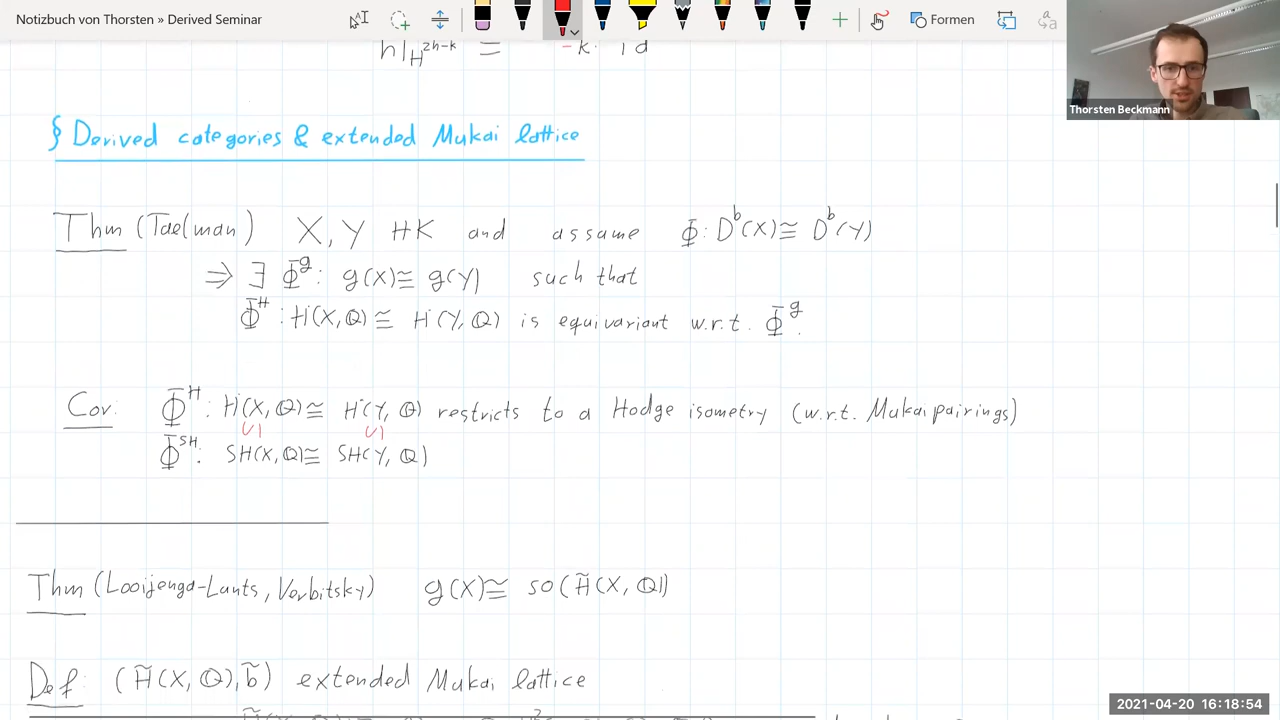 Notizbuch von Thorsten » Derived Seminar
Formen
Thorsten Beckmann
h|_{H^{2n-k}} = -k · id
§ Derived categories & extended Mukai lattice
Thm (Taelman) X, Y HK and assume Φ: D^b(X) ≅ D^b(Y)
⇒ ∃ Φ^g: g(X) ≅ g(Y) such that
Φ^H: H(X,Q) ≅ H(Y,Q) is equivariant w.r.t. Φ^g.
Cor: Φ^H: H(X,Q) ≅ H(Y,Q) restricts to a Hodge isometry (w.r.t. Mukai pairings)
∪| ∪|
Φ^{SH}: SH(X,Q) ≅ SH(Y,Q)
Thm (Looijenga-Lunts, Verbitsky) g(X) ≅ so(H̃(X,Q))
Def: (H̃(X,Q), b̃) extended Mukai lattice
2021-04-20 16:18:54